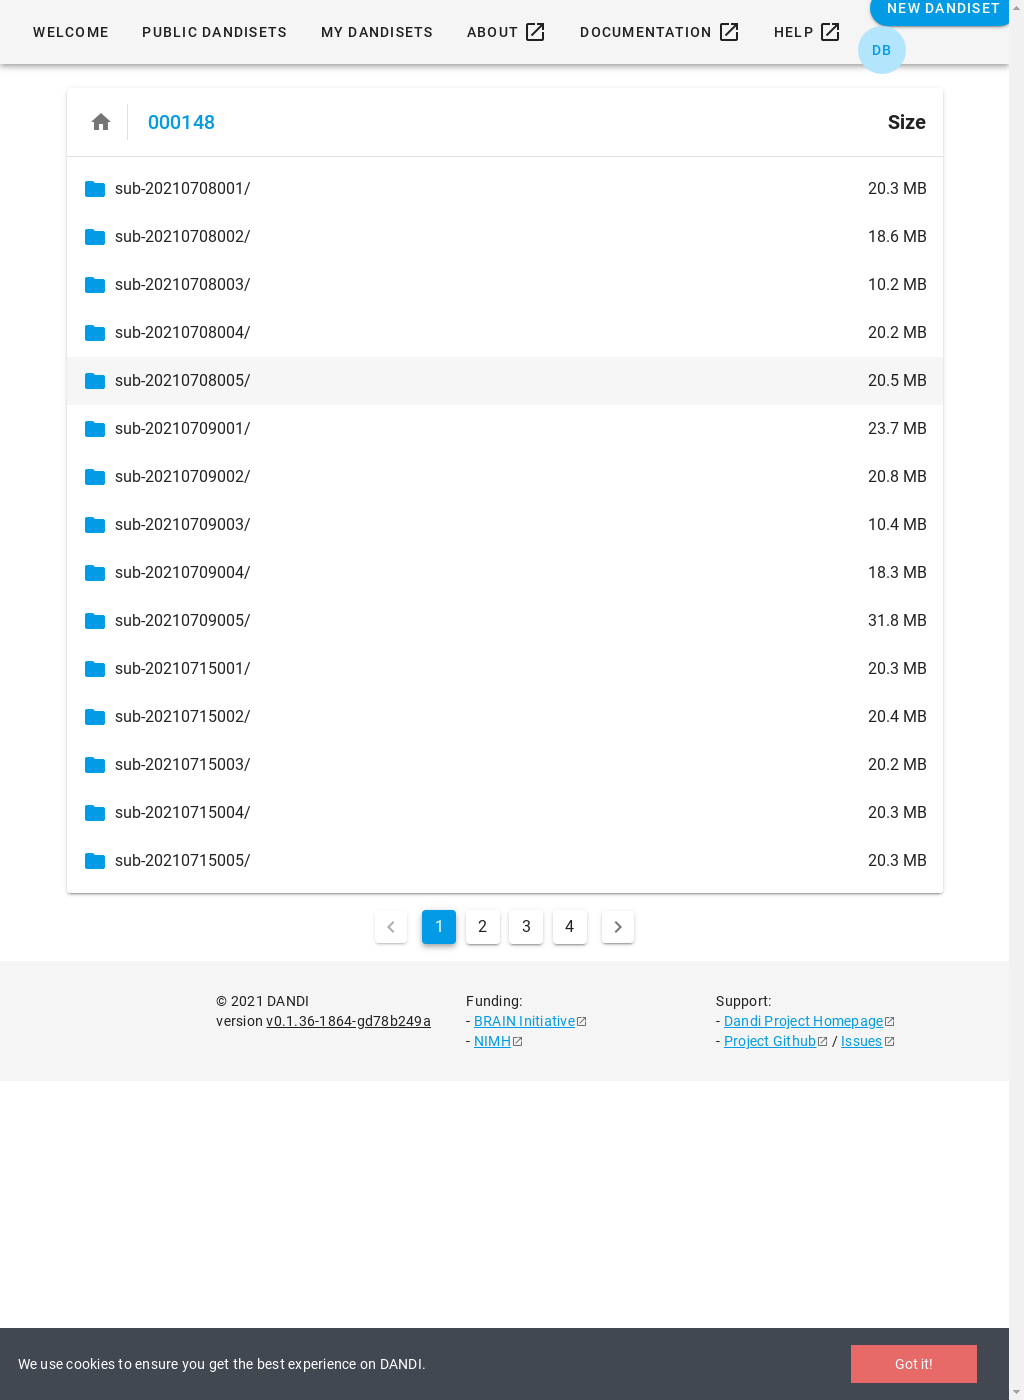 WELCOME PUBLIC DANDISETS MY DANDISETS ABOUT DOCUMENTATION HELP NEW DANDISET
DB
000148 Size
sub-20210708001/ 20.3 MB
sub-20210708002/ 18.6 MB
sub-20210708003/ 10.2 MB
sub-20210708004/ 20.2 MB
sub-20210708005/ 20.5 MB
sub-20210709001/ 23.7 MB
sub-20210709002/ 20.8 MB
sub-20210709003/ 10.4 MB
sub-20210709004/ 18.3 MB
sub-20210709005/ 31.8 MB
sub-20210715001/ 20.3 MB
sub-20210715002/ 20.4 MB
sub-20210715003/ 20.2 MB
sub-20210715004/ 20.3 MB
sub-20210715005/ 20.3 MB
1 2 3 4
© 2021 DANDI
version v0.1.36-1864-gd78b249a
Funding:
- BRAIN Initiative
- NIMH
Support:
- Dandi Project Homepage
- Project Github / Issues
We use cookies to ensure you get the best experience on DANDI. Got it!